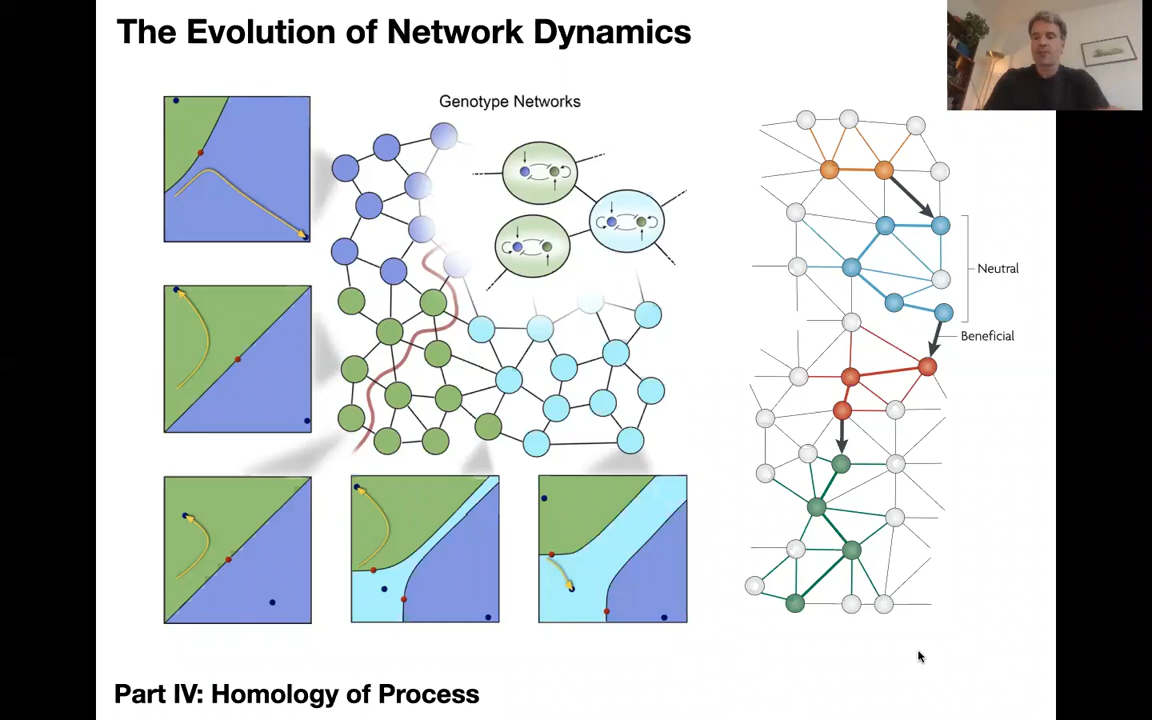 The Evolution of Network Dynamics
Genotype Networks
Neutral
Beneficial
Part IV: Homology of Process